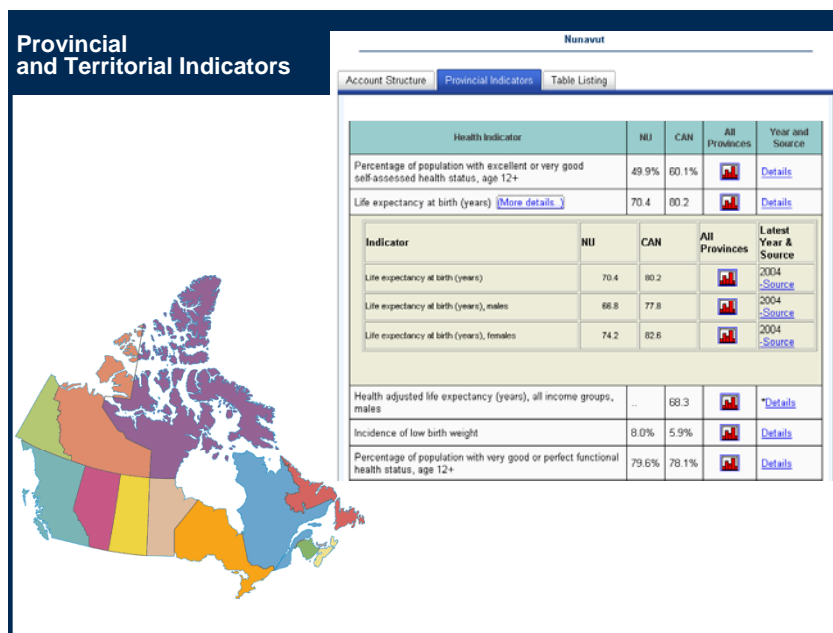 Provincial
and Territorial Indicators
Nunavut
Account Structure Provincial Indicators Table Listing
Health Indicator NU CAN All Provinces Year and Source
Percentage of population with excellent or very good
self-assessed health status, age 12+ 49.9% 60.1% Details
Life expectancy at birth (years) (More details..) 70.4 80.2 Details
Indicator NU CAN All Provinces Latest Year & Source
Life expectancy at birth (years) 70.4 80.2 2004 -Source
Life expectancy at birth (years), males 66.8 77.8 2004 -Source
Life expectancy at birth (years), females 74.2 82.6 2004 -Source
Health adjusted life expectancy (years), all income groups,
males .. 68.3 *Details
Incidence of low birth weight 8.0% 5.9% Details
Percentage of population with very good or perfect functional
health status, age 12+ 79.6% 78.1% Details